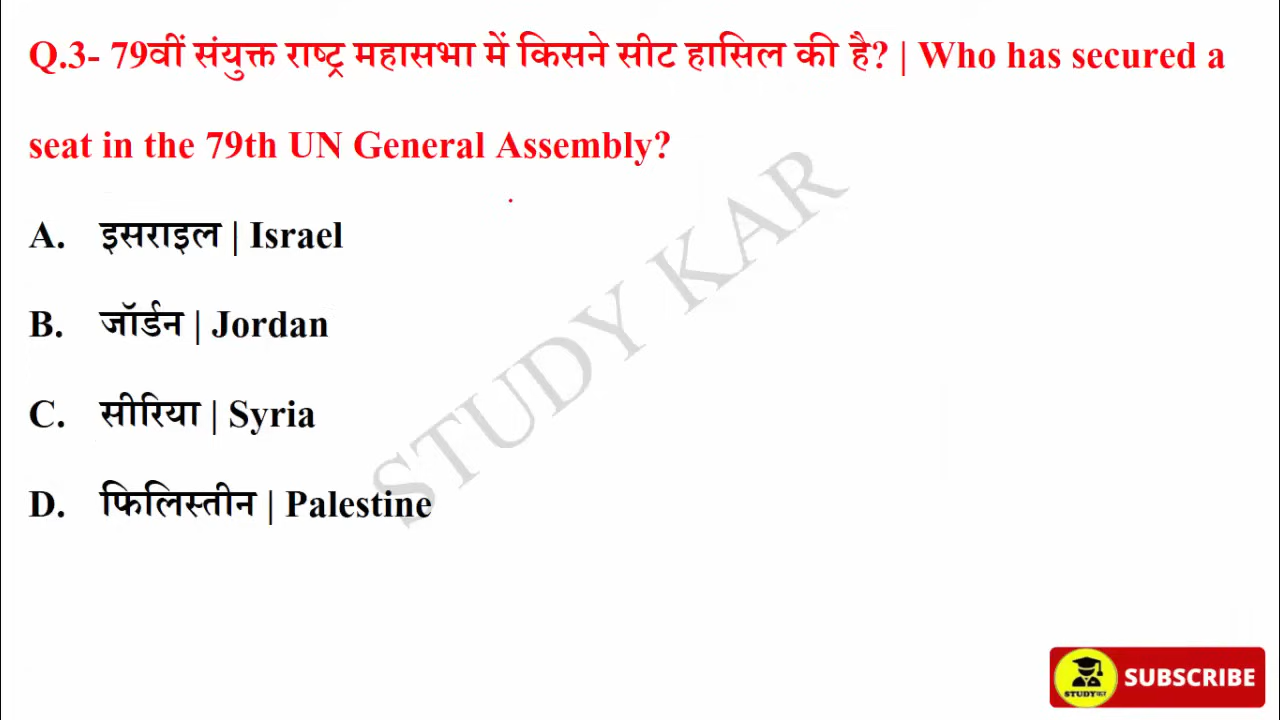 Q.3- 79वीं संयुक्त राष्ट्र महासभा में किसने सीट हासिल की है? | Who has secured a
seat in the 79th UN General Assembly?
A. इसराइल | Israel
B. जॉर्डन | Jordan
C. सीरिया | Syria
D. फिलिस्तीन | Palestine
STUDY KAR
STUDYकर
SUBSCRIBE